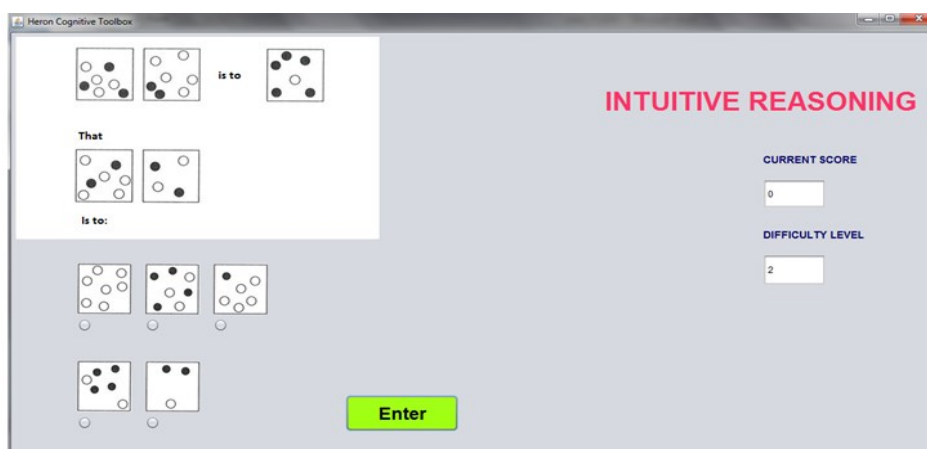 Heron Cognitive Toolbox
is to
INTUITIVE REASONING
That
CURRENT SCORE
0
Is to:
DIFFICULTY LEVEL
2
Enter